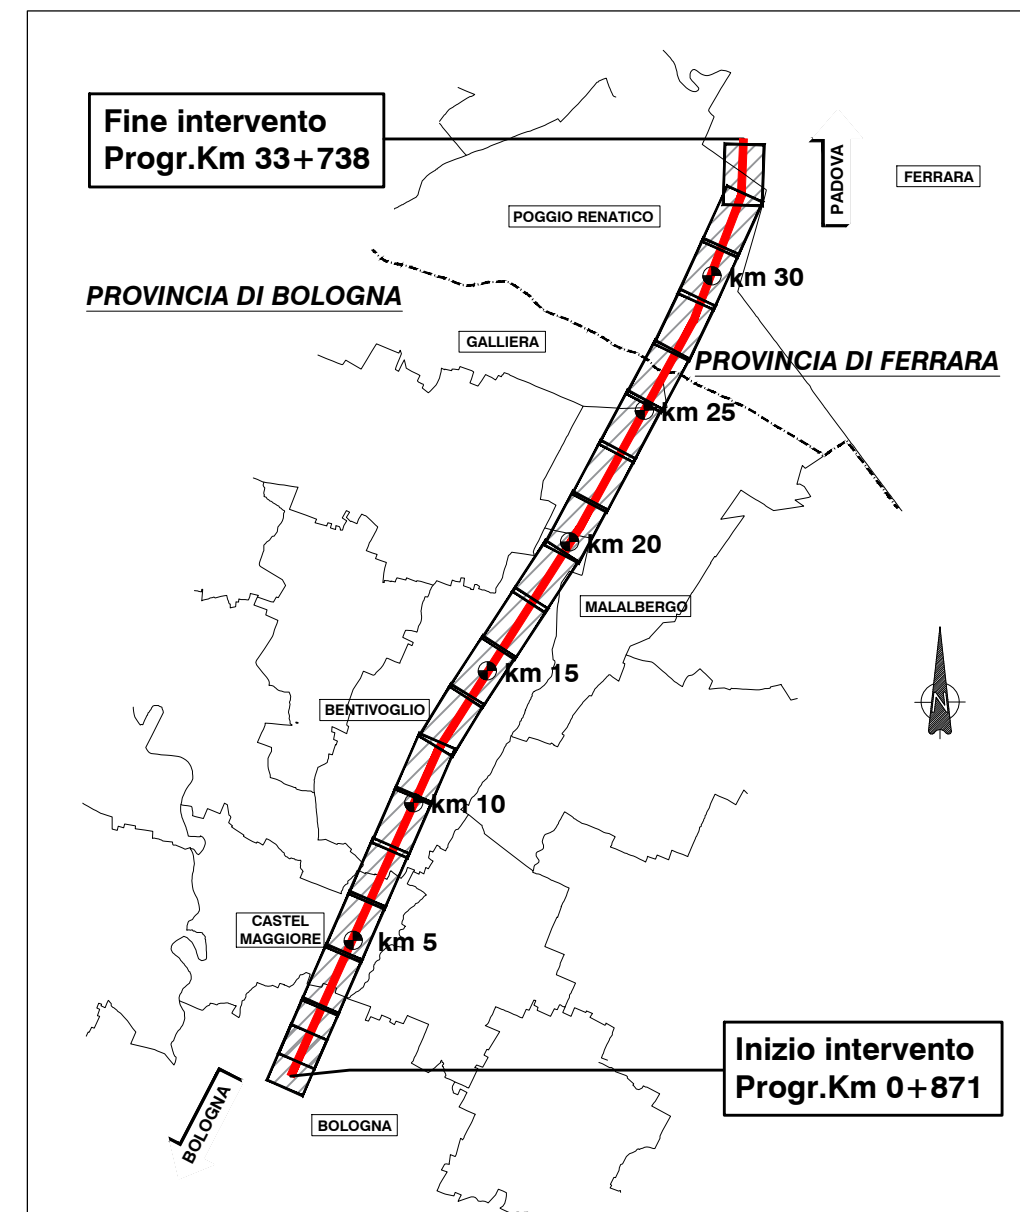 Fine intervento
Progr.Km 33+738
PADOVA
FERRARA
POGGIO RENATICO
km 30
PROVINCIA DI BOLOGNA
GALLIERA
PROVINCIA DI FERRARA
km 25
km 20
MALALBERGO
km 15
BENTIVOGLIO
N
km 10
CASTEL
MAGGIORE
km 5
Inizio intervento
Progr.Km 0+871
BOLOGNA
BOLOGNA